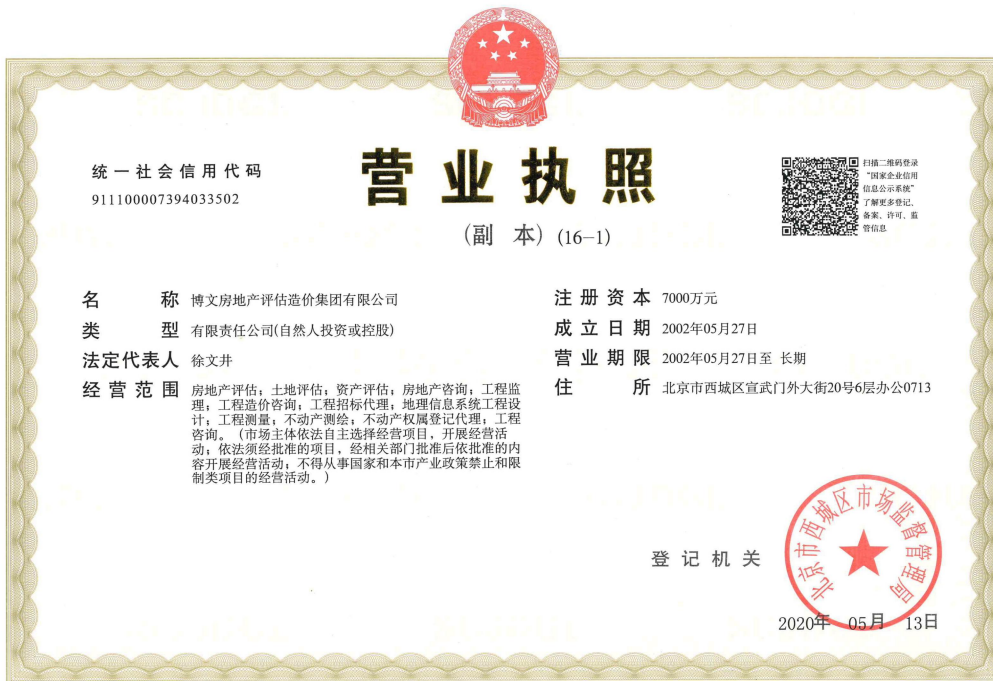 统一社会信用代码
911100007394033502
营业执照
(副 本) (16-1)
扫描二维码登录
“国家企业信用
信息公示系统”
了解更多登记、
备案、许可、监
管信息
名 称 博文房地产评估造价集团有限公司
类 型 有限责任公司(自然人投资或控股)
法定代表人 徐文井
经营范围 房地产评估；土地评估；资产评估；房地产咨询；工程监
理；工程造价咨询；工程招标代理；地理信息系统工程设
计；工程测量；不动产测绘；不动产权属登记代理；工程
咨询。（市场主体依法自主选择经营项目，开展经营活
动；依法须经批准的项目，经相关部门批准后依批准的内
容开展经营活动；不得从事国家和本市产业政策禁止和限
制类项目的经营活动。）
注册资本 7000万元
成立日期 2002年05月27日
营业期限 2002年05月27日至 长期
住 所 北京市西城区宣武门外大街20号6层办公0713
登记机关
北京市西城区市场监督管理局
2020年 05月 13日